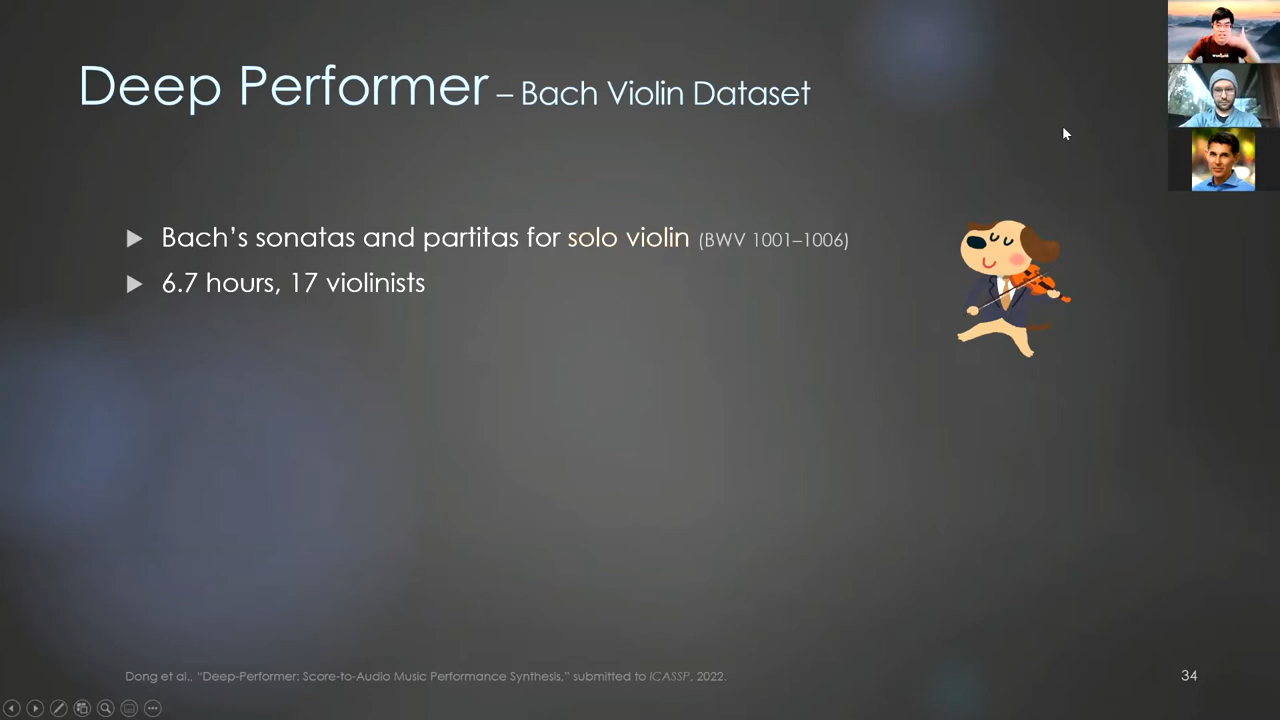 Deep Performer – Bach Violin Dataset
Bach’s sonatas and partitas for solo violin (BWV 1001–1006)
6.7 hours, 17 violinists
Dong et al., “Deep-Performer: Score-to-Audio Music Performance Synthesis,” submitted to ICASSP, 2022.
34